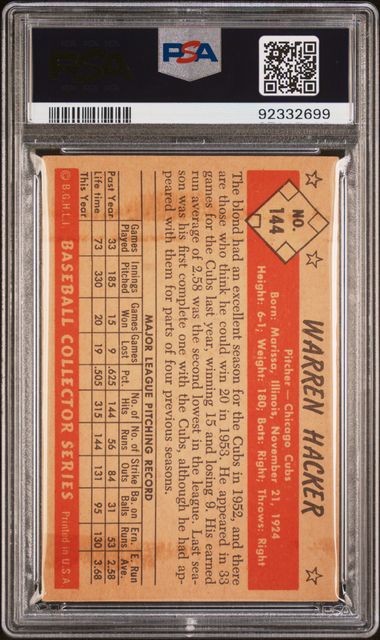 PSA
PSA
92332699
NO.
144
WARREN HACKER
Pitcher—Chicago Cubs
Born: Marissa, Illinois, November 21, 1924
Height: 6-1; Weight: 180; Bats: Right; Throws: Right
The blond had an excellent season for the Cubs in 1952, and there
are those who think he could win 20 in 1953. He appeared in 33
games for the Cubs last year, winning 15 and losing 9. His earned
run average of 2.58 was the second lowest in the league. Last sea-
son was his first complete one with the Cubs, although he had ap-
peared with them for parts of four previous seasons.
MAJOR LEAGUE PITCHING RECORD
Games Innings Games Games No. of No. of Strike Ba. on Ern. E. Run
Played Pitched Won Lost Pct. Hits Runs Outs Balls Runs Ave.
Past Year 33 185 15 9 .625 144 56 84 31 53 2.58
Life time 73 330 20 19 .505 315 144 131 95 130 3.68
This Year
© B.G.H.L.I. BASEBALL COLLECTOR SERIES Printed in U.S.A